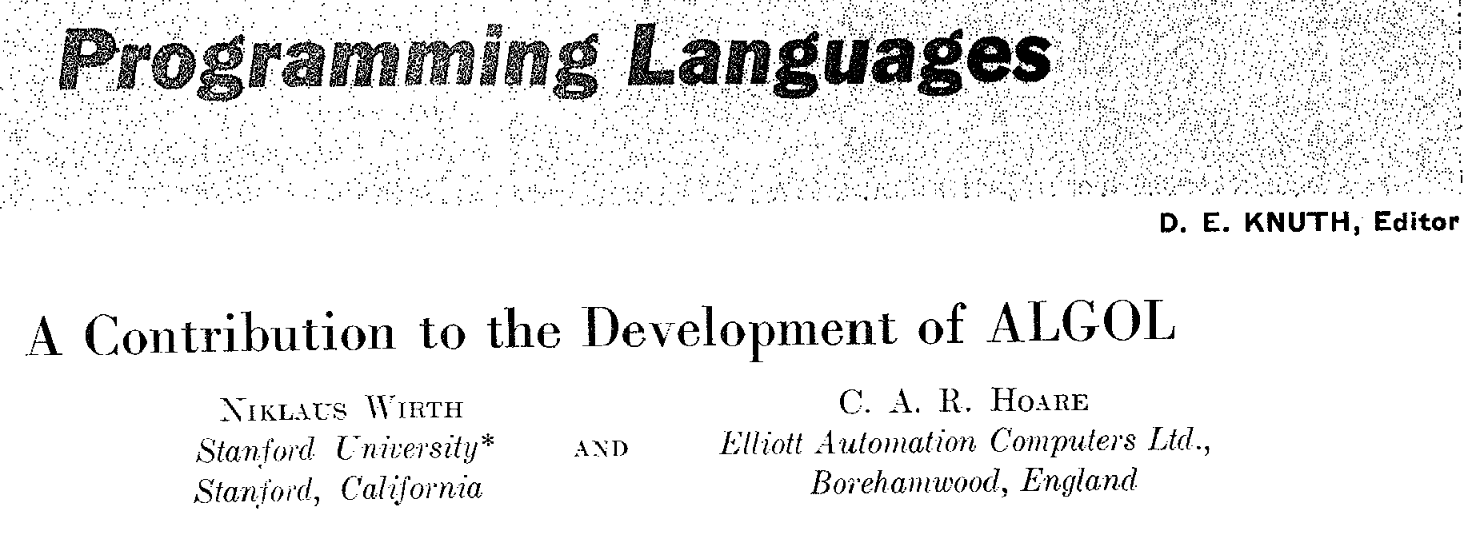 Programming Languages
D. E. KNUTH, Editor
A Contribution to the Development of ALGOL
NIKLAUS WIRTH
Stanford University*
Stanford, California
AND
C. A. R. HOARE
Elliott Automation Computers Ltd.,
Borehamwood, England